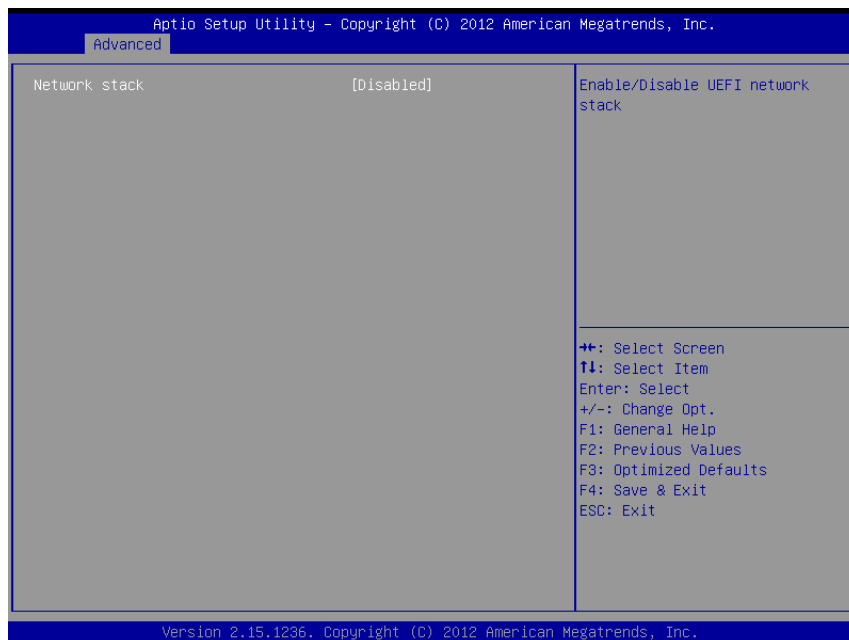 Aptio Setup Utility – Copyright (C) 2012 American Megatrends, Inc.
Advanced
Network stack [Disabled]
Enable/Disable UEFI network
stack
→←: Select Screen
↑↓: Select Item
Enter: Select
+/-: Change Opt.
F1: General Help
F2: Previous Values
F3: Optimized Defaults
F4: Save & Exit
ESC: Exit
Version 2.15.1236. Copyright (C) 2012 American Megatrends, Inc.